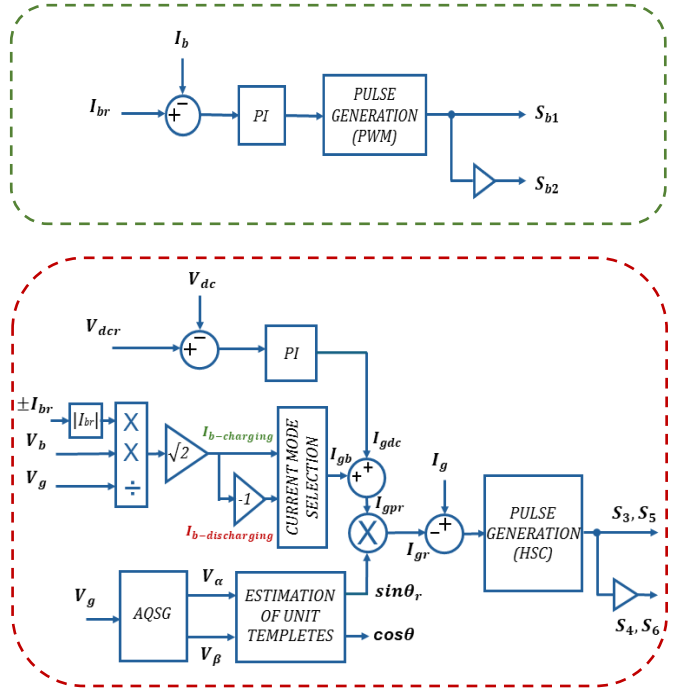 I_b
I_br
+ −
PI
PULSE
GENERATION
(PWM)
S_b1
S_b2
V_dc
V_dcr
+ −
PI
±I_br
|I_br|
V_b
V_g
X
X
÷
√2
I_b-charging
-1
I_b-discharging
CURRENT MODE
SELECTION
I_gb
I_gdc
+ +
I_gpr
X
I_gr
I_g
- +
PULSE
GENERATION
(HSC)
S_3, S_5
S_4, S_6
V_g
AQSG
V_α
V_β
ESTIMATION
OF UNIT
TEMPLETES
sinθ_r
cosθ